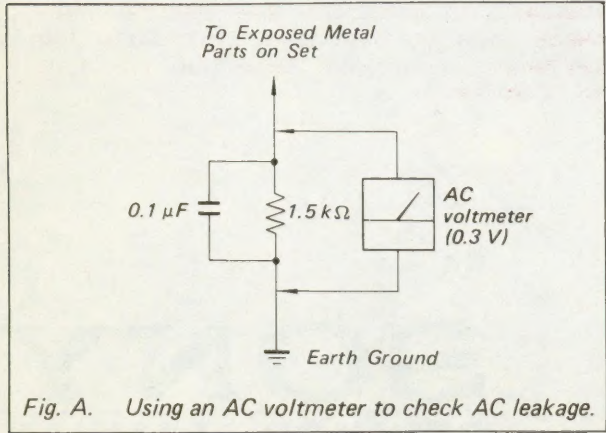 To Exposed Metal
Parts on Set
0.1 μF
1.5 kΩ
AC
voltmeter
(0.3 V)
Earth Ground
Fig. A. Using an AC voltmeter to check AC leakage.